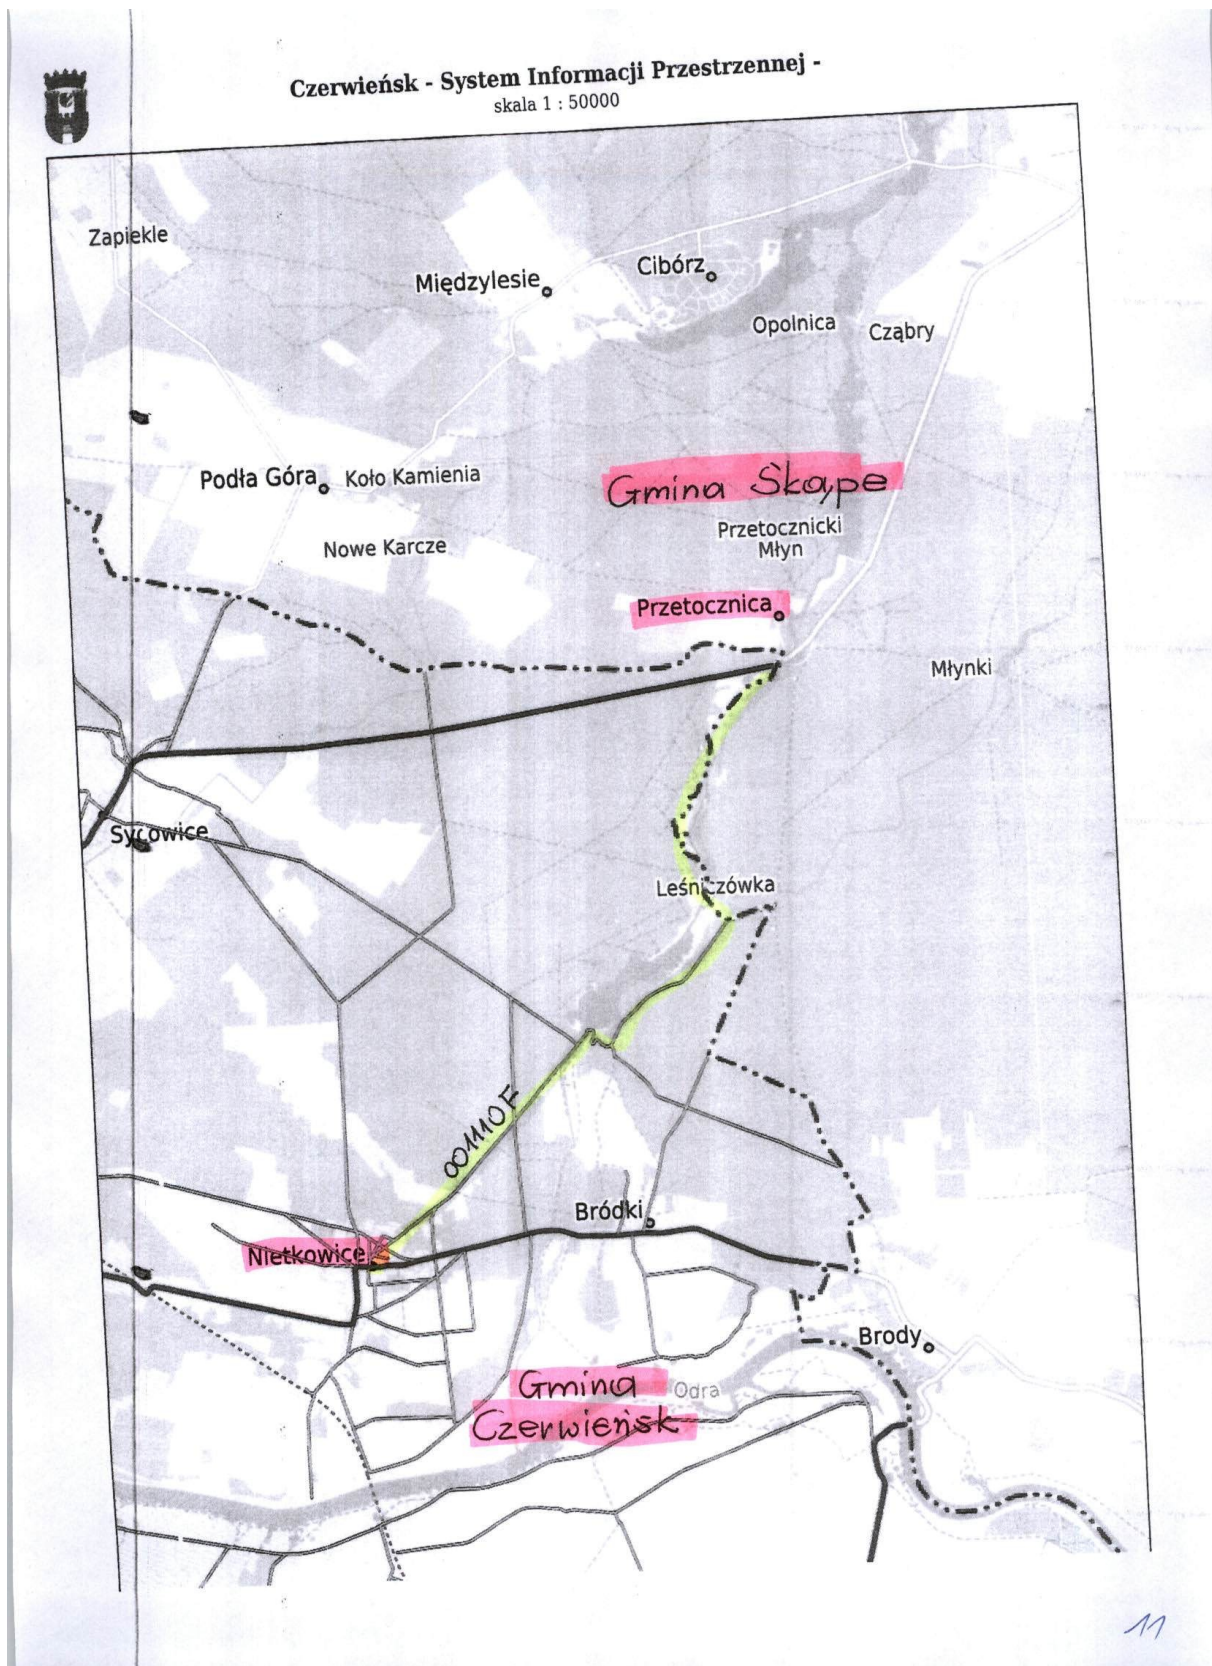 Czerwieńsk - System Informacji Przestrzennej -
skala 1 : 50000
Zapiekle
Międzylesie
Cibórz
Opolnica
Cząbry
Podła Góra
Koło Kamienia
Gmina Skąpe
Nowe Karcze
Przetocznicki
Młyn
Przetocznica
Młynki
Sycowice
Leśniczówka
001110F
Bródki
Nietkowice
Brody
Gmina
Czerwieńsk
Odra
11